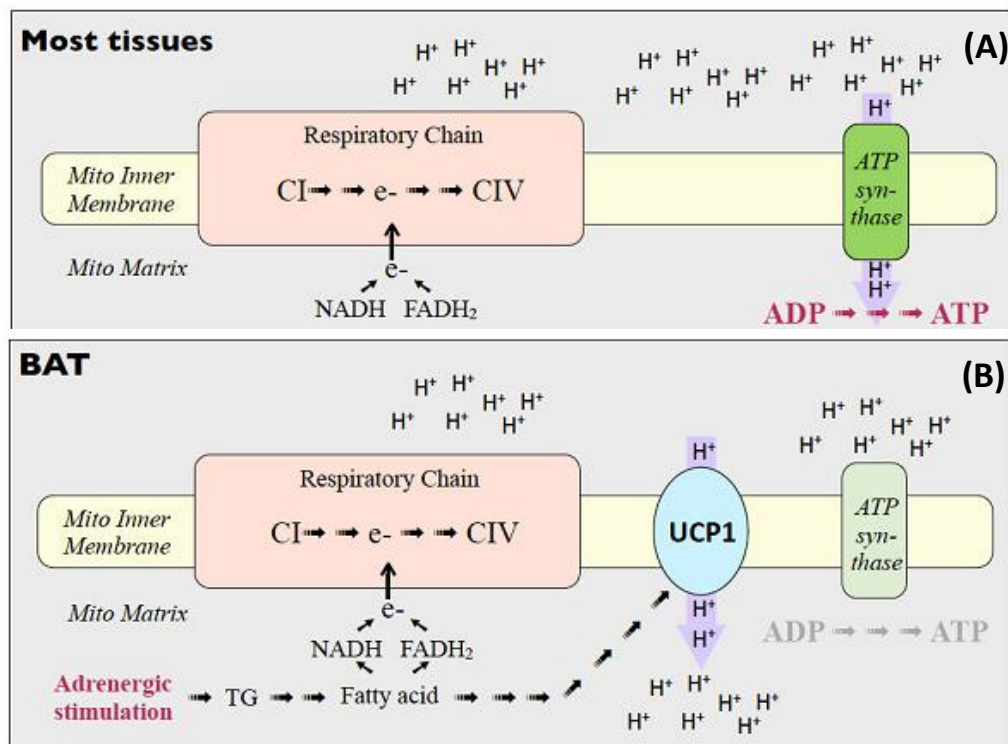 Most tissues
(A)
H⁺ H⁺ H⁺ H⁺ H⁺ H⁺ H⁺
H⁺ H⁺ H⁺ H⁺ H⁺ H⁺ H⁺
H⁺ H⁺ H⁺ H⁺ H⁺ H⁺ H⁺
H⁺
Respiratory Chain
Mito Inner
Membrane
CI e- CIV
ATP
syn-
thase
Mito Matrix
e-
NADH FADH₂
H⁺
H⁺
ADP ATP
BAT
(B)
H⁺ H⁺ H⁺ H⁺ H⁺ H⁺ H⁺
H⁺ H⁺ H⁺ H⁺ H⁺ H⁺ H⁺
H⁺
Respiratory Chain
Mito Inner
Membrane
CI e- CIV
UCP1
ATP
syn-
thase
Mito Matrix
e-
H⁺
H⁺
NADH FADH₂
ADP ATP
Adrenergic
stimulation
TG Fatty acid
H⁺ H⁺ H⁺ H⁺ H⁺ H⁺ H⁺